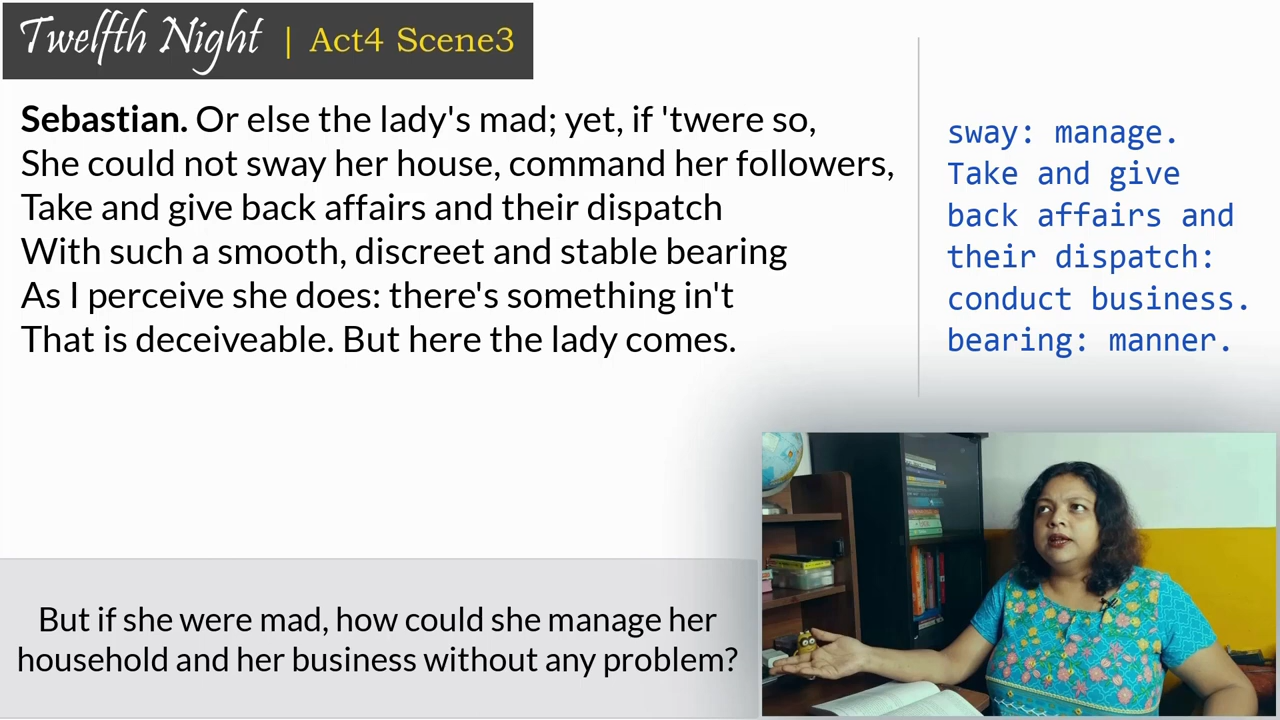 Twelfth Night | Act4 Scene3
Sebastian. Or else the lady's mad; yet, if 'twere so,
She could not sway her house, command her followers,
Take and give back affairs and their dispatch
With such a smooth, discreet and stable bearing
As I perceive she does: there's something in't
That is deceiveable. But here the lady comes.
sway: manage.
Take and give
back affairs and
their dispatch:
conduct business.
bearing: manner.
But if she were mad, how could she manage her
household and her business without any problem?